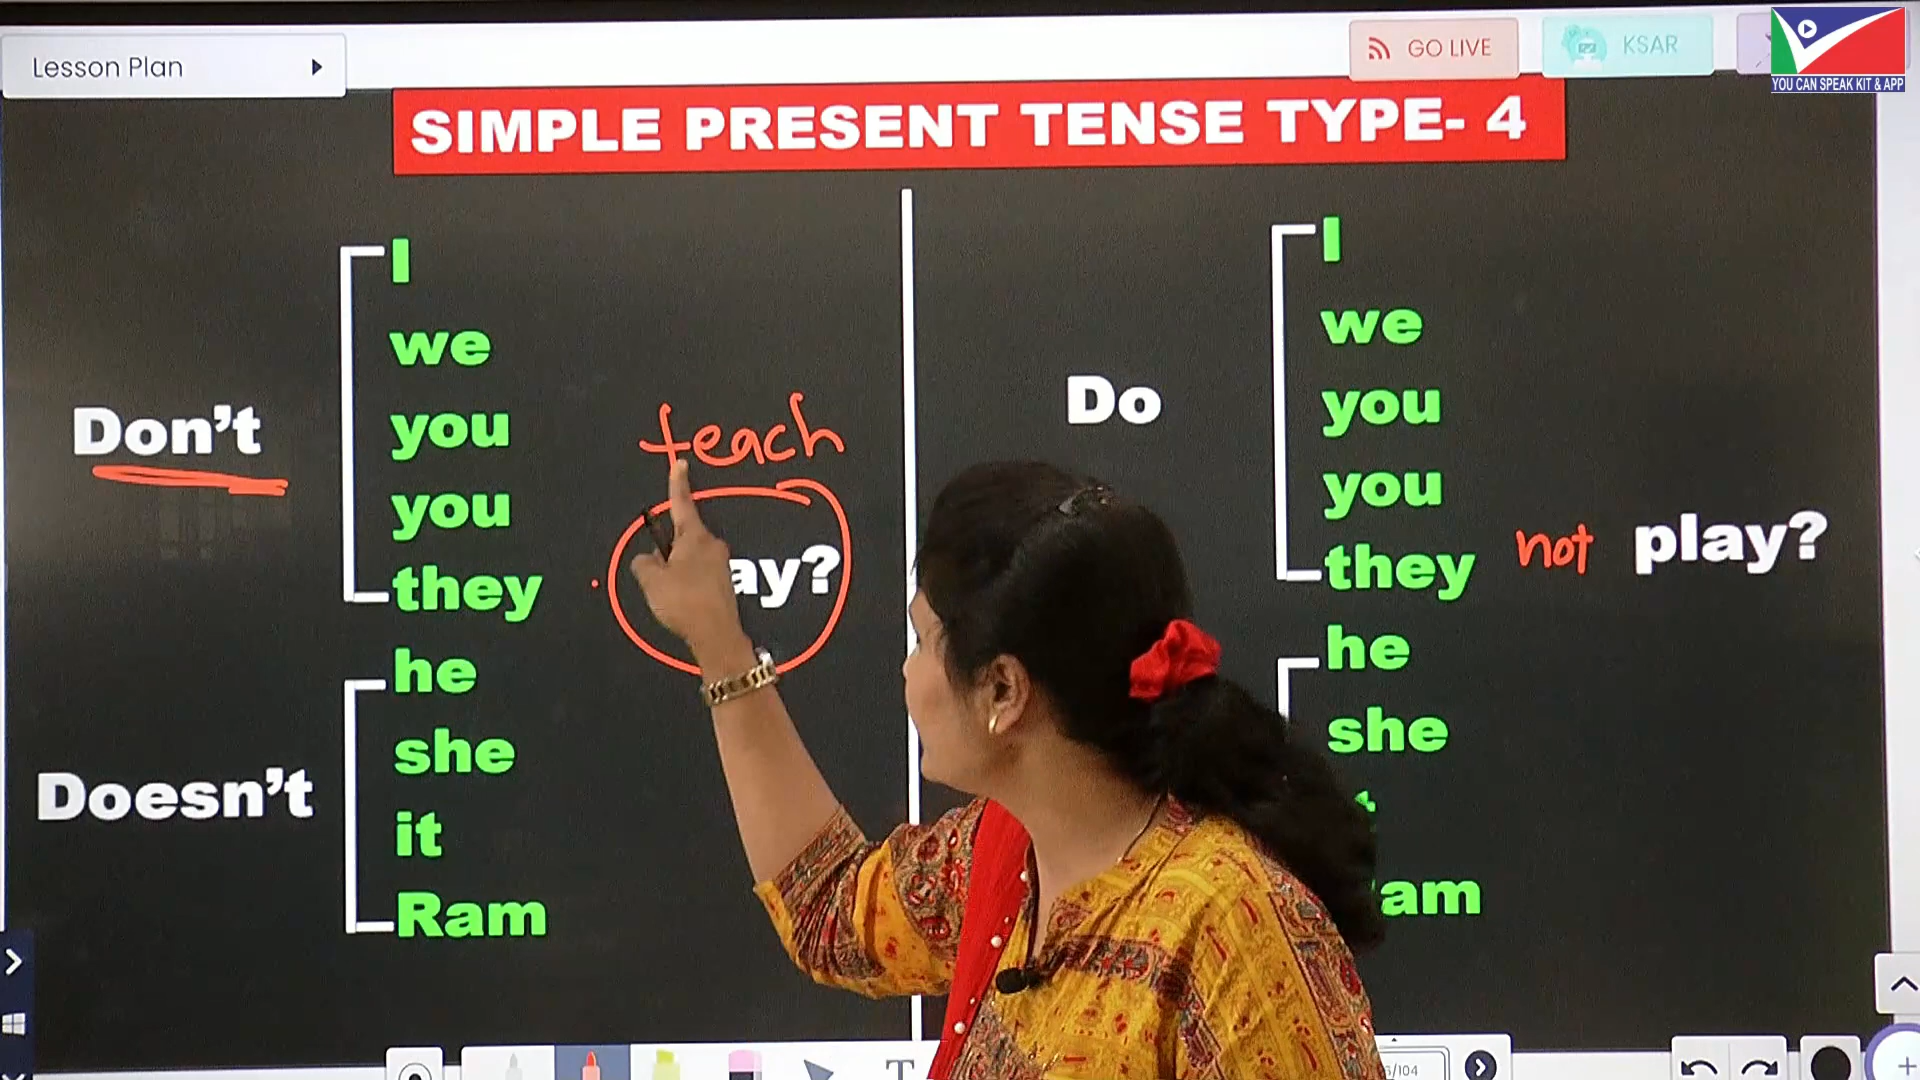 Lesson Plan
GO LIVE
KSAR
YOU CAN SPEAK KIT & APP
SIMPLE PRESENT TENSE TYPE- 4
Don't
I
we
you
you
they
teach
Doesn't
he
she
it
Ram
Do
I
we
you
you
they
not play?
he
she
T